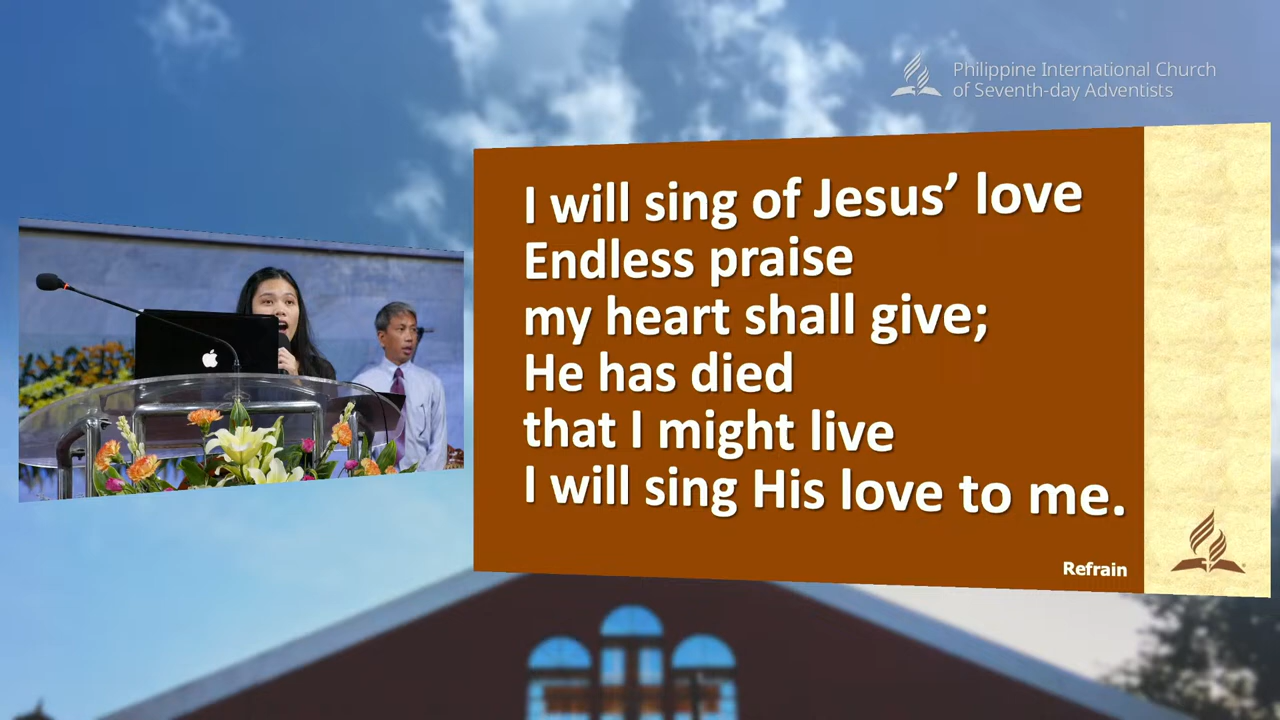 Philippine International Church
of Seventh-day Adventists
I will sing of Jesus’ love
Endless praise
my heart shall give;
He has died
that I might live
I will sing His love to me.
Refrain